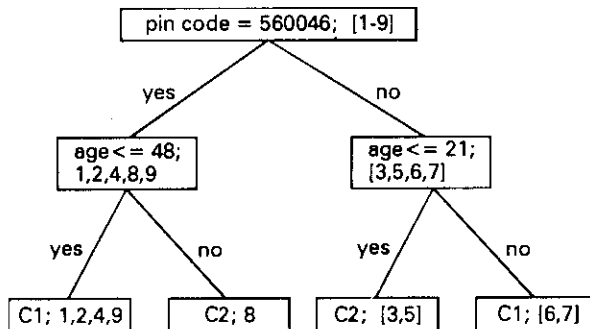 pin code = 560046; [1-9]
yes
no
age<= 48;
1,2,4,8,9
age<= 21;
[3,5,6,7]
yes
no
yes
no
C1; 1,2,4,9
C2; 8
C2; [3,5]
C1; [6,7]